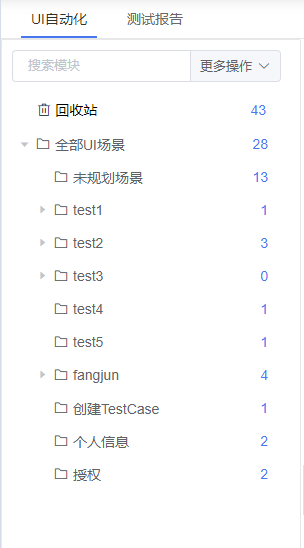 UI自动化 测试报告
搜索模块 更多操作
回收站 43
全部UI场景 28
未规划场景 13
test1 1
test2 3
test3 0
test4 1
test5 1
fangjun 4
创建TestCase 1
个人信息 2
授权 2